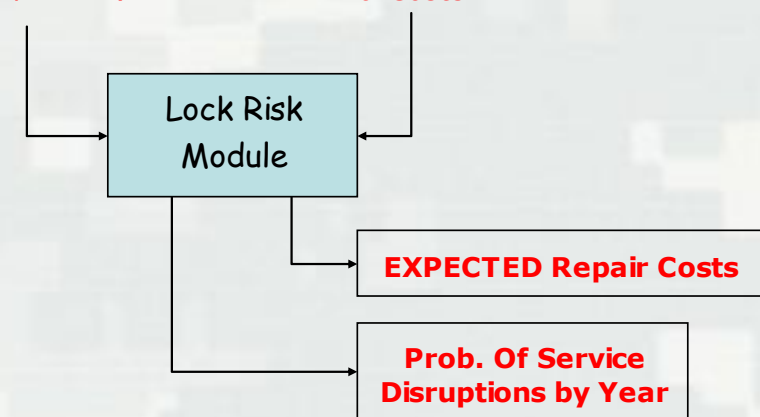 Lock Risk
Module
EXPECTED Repair Costs
Prob. Of Service
Disruptions by Year